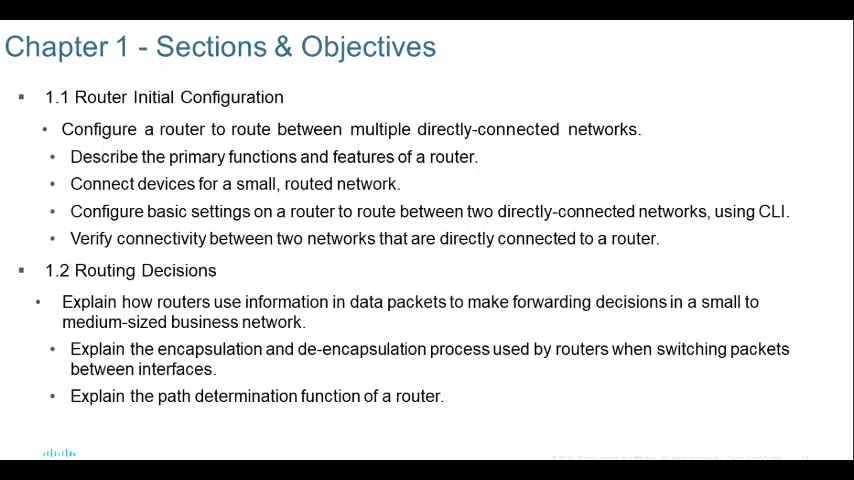 Chapter 1 - Sections & Objectives
▪ 1.1 Router Initial Configuration
• Configure a router to route between multiple directly-connected networks.
• Describe the primary functions and features of a router.
• Connect devices for a small, routed network.
• Configure basic settings on a router to route between two directly-connected networks, using CLI.
• Verify connectivity between two networks that are directly connected to a router.
▪ 1.2 Routing Decisions
• Explain how routers use information in data packets to make forwarding decisions in a small to
medium-sized business network.
• Explain the encapsulation and de-encapsulation process used by routers when switching packets
between interfaces.
• Explain the path determination function of a router.